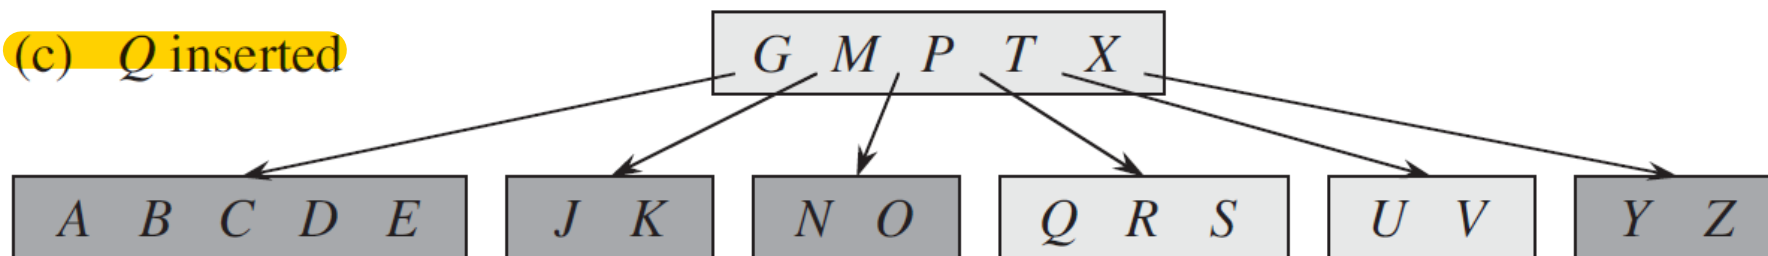 (c) Q inserted
G M P T X
A B C D E J K N O Q R S U V Y Z